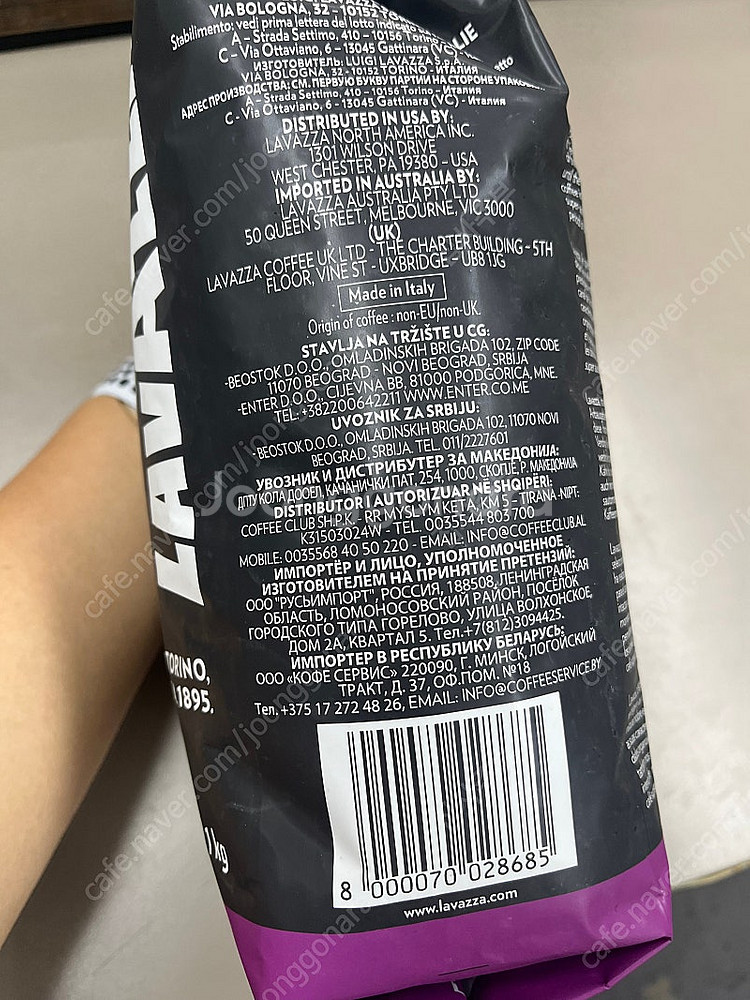 VIA BOLOGNA, 32 - 10152
Stabilimento: vedi prima lettera del lotto indicato
A - Strada Settimo, 410 - 10156 Torino
C - Via Ottaviano, 6 - 13045 Gattinara (VC)
ИЗГОТОВИТЕЛЬ: LUIGI LAVAZZA S.p.A.
VIA BOLOGNA, 32 - 10152 TORINO - ИТАЛИЯ
АДРЕС ПРОИЗВОДСТВА: СМ. ПЕРВУЮ БУКВУ ПАРТИИ НА СТОРОНЕ
A - Strada Settimo, 410 - 10156 Torino - Италия
C - Via Ottaviano, 6 - 13045 Gattinara (VC) - Италия
DISTRIBUTED IN USA BY:
LAVAZZA NORTH AMERICA INC.
1301 WILSON DRIVE
WEST CHESTER, PA 19380 - USA
IMPORTED IN AUSTRALIA BY:
LAVAZZA AUSTRALIA PTY LTD
50 QUEEN STREET, MELBOURNE, VIC 3000
(UK)
LAVAZZA COFFEE UK LTD - THE CHARTER BUILDING - 5TH
FLOOR, VINE ST - UXBRIDGE - UB8 1JG
Made in Italy
Origin of coffee : non-EU/non-UK.
STAVLJA NA TRŽIŠTE U CG:
-BEOSTOK D.O.O., OMLADINSKIH BRIGADA 102, ZIP CODE
11070 BEOGRAD - NOVI BEOGRAD, SRBIJA
-ENTER D.O.O., CIJEVNA BB, 81000 PODGORICA, MNE.
TEL: +382200642211 WWW.ENTER.CO.ME
UVOZNIK ZA SRBIJU:
- BEOSTOK D.O.O., OMLADINSKIH BRIGADA 102, 11070 NOVI
BEOGRAD, SRBIJA. TEL. 011/2227601
УВОЗНИК И ДИСТРИБУТЕР ЗА МАКЕДОНИЈА:
ДПТУ КОЛА ДООЕЛ, КАЧАНИЧКИ ПАТ, 254, 1000, СКОПЈЕ, Р. МАКЕДОНИЈА
DISTRIBUTORI I AUTORIZUAR NË SHQIPËRI:
COFFEE CLUB SH.P.K - RR MYSLYM KETA, KM 5 - TIRANA -NIPT:
K31503024W - TEL. 0035544 803 700
MOBILE: 0035568 40 50 220 - EMAIL: INFO@COFFEECLUB.AL
ИМПОРТЁР И ЛИЦО, УПОЛНОМОЧЕННОЕ
ИЗГОТОВИТЕЛЕМ НА ПРИНЯТИЕ ПРЕТЕНЗИЙ:
ООО "РУСЬИМПОРТ", РОССИЯ, 188508, ЛЕНИНГРАДСКАЯ
ОБЛАСТЬ, ЛОМОНОСОВСКИЙ РАЙОН, ПОСЁЛОК
ГОРОДСКОГО ТИПА ГОРЕЛОВО, УЛИЦА ВОЛХОНСКОЕ,
ДОМ 2А, КВАРТАЛ 5. Тел.+7(812)3094425.
ИМПОРТЕР В РЕСПУБЛИКУ БЕЛАРУСЬ:
ООО «КОФЕ СЕРВИС» 220090, Г. МИНСК, ЛОГОЙСКИЙ
ТРАКТ, Д. 37, ОФ.ПОМ. №18
Тел. +375 17 272 48 26, EMAIL: INFO@COFFEESERVICE.BY
8 000070 028685
www.lavazza.com
LAVAZZA
TORINO,
1895.
1 kg